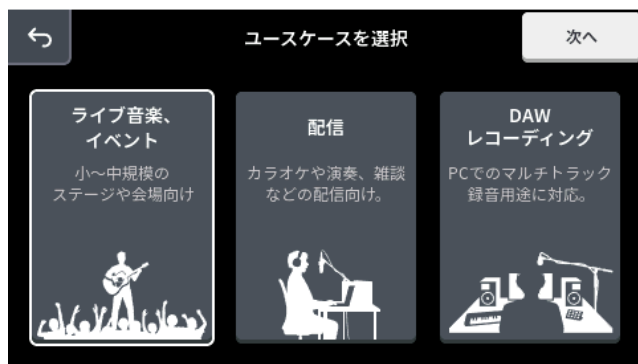 ユースケースを選択
次へ
ライブ音楽、
イベント
小〜中規模の
ステージや会場向け
配信
カラオケや演奏、雑談
などの配信向け。
DAW
レコーディング
PCでのマルチトラック
録音用途に対応。